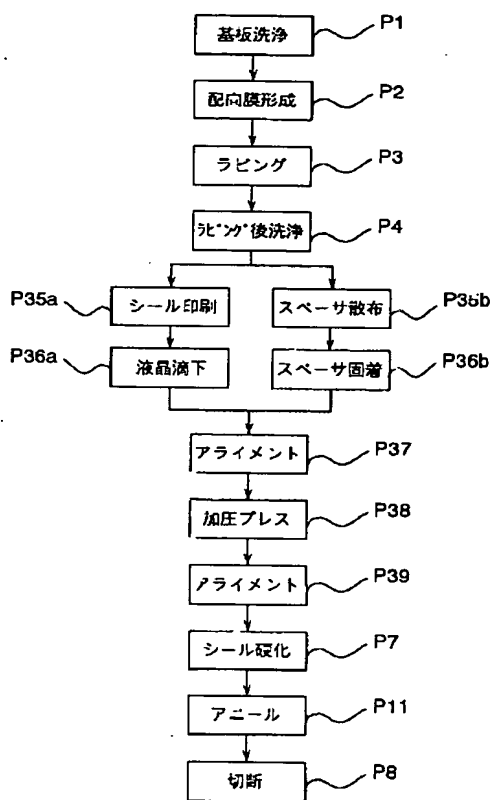 基板洗浄 P1
配向膜形成 P2
ラビング P3
ﾗﾋﾞﾝｸﾞ後洗浄 P4
P35a シール印刷 スペーサ散布 P35b
P36a 液晶滴下 スペーサ固着 P36b
アライメント P37
加圧プレス P38
アライメント P39
シール硬化 P7
アニール P11
切断 P8